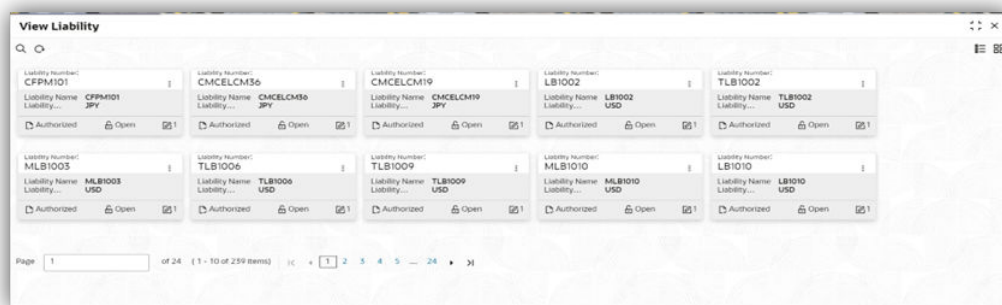 View Liability
Liability Number: Liability Number: Liability Number: Liability Number: Liability Number:
CFPM101 CMCELCM36 CMCELCM19 LB1002 TLB1002
Liability Name CFPM101 Liability Name CMCELCM36 Liability Name CMCELCM19 Liability Name LB1002 Liability Name TLB1002
Liability.... JPY Liability.... JPY Liability.... JPY Liability.... USD Liability.... USD
Authorized Open 1 Authorized Open 1 Authorized Open 1 Authorized Open 1 Authorized Open 1
Liability Number: Liability Number: Liability Number: Liability Number: Liability Number:
MLB1003 TLB1006 TLB1009 MLB1010 LB1010
Liability Name MLB1003 Liability Name TLB1006 Liability Name TLB1009 Liability Name MLB1010 Liability Name LB1010
Liability.... USD Liability.... USD Liability.... USD Liability.... USD Liability.... USD
Authorized Open 1 Authorized Open 1 Authorized Open 1 Authorized Open 1 Authorized Open 1
Page 1 of 24 (1 - 10 of 239 items) 1 2 3 4 5 ... 24